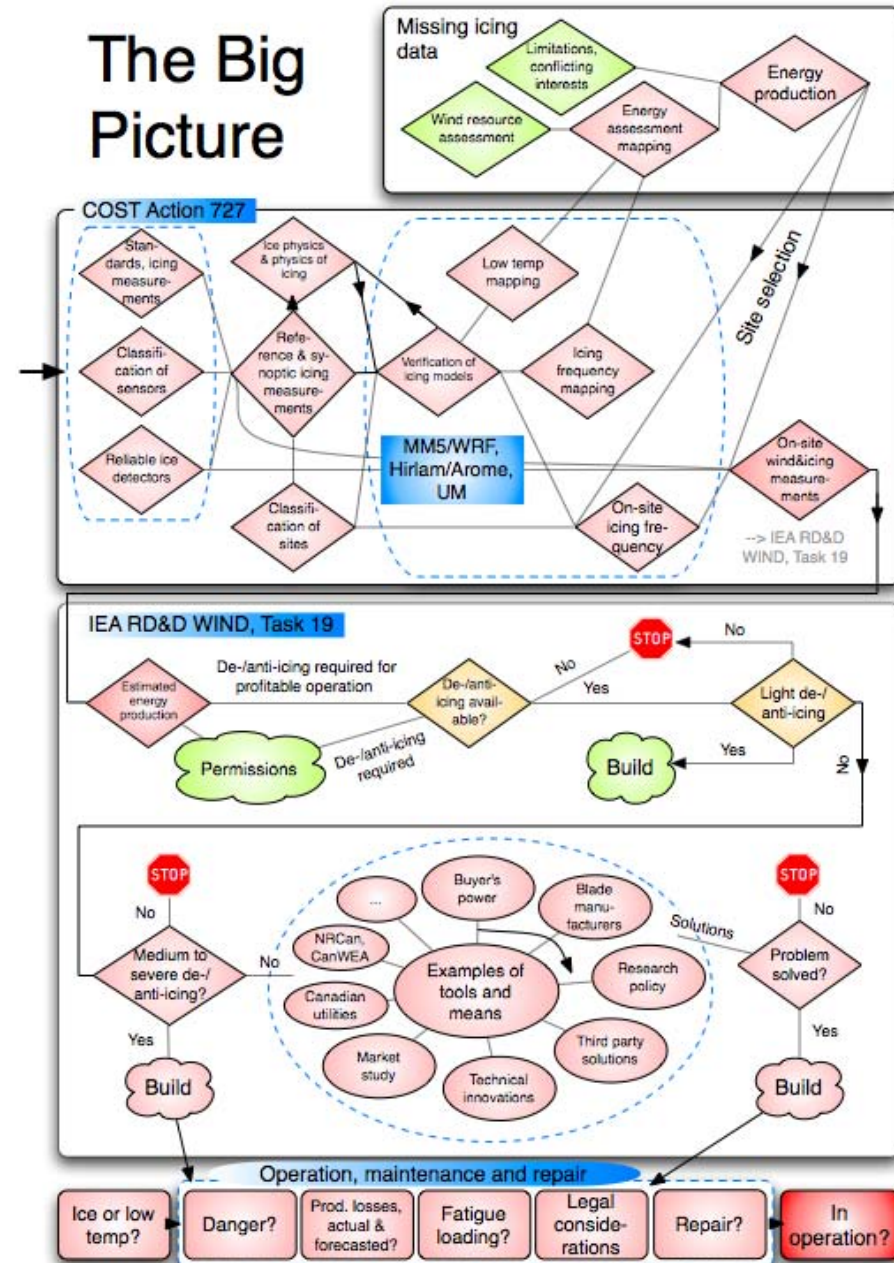 The Big
Picture
Missing icing
data
Limitations,
conflicting
interests
Energy
production
Wind resource
assessment
Energy
assessment
mapping
COST Action 727
Stan-
dards, icing
measure-
ments
Ice physics
& physics of
icing
Low temp
mapping
Site selection
Classifi-
cation of
sensors
Refere-
nce & sy-
noptic icing
measure-
ments
Verification of
icing models
Icing
frequency
mapping
Reliable ice
detectors
MM5/WRF,
Hirlam/Arome,
UM
On-site
wind&icing
measure-
ments
Classifi-
cation of
sites
On-site
icing fre-
quency
--> IEA RD&D
WIND, Task 19
IEA RD&D WIND, Task 19
STOP
No
No
De-/anti-icing required for
profitable operation
Estimated
energy
production
De-/anti-
icing avail-
able?
Yes
Light de-/
anti-icing
De-/anti-icing
required
Permissions
Build
Yes
No
STOP
STOP
No
No
Buyer's
power
...
Blade
manu-
facturers
Solutions
NRCan,
CanWEA
Medium to
severe de-/
anti-icing?
No
Examples of
tools and
means
Research
policy
Problem
solved?
Canadian
utilities
Yes
Yes
Market
study
Third party
solutions
Technical
innovations
Build
Build
Operation, maintenance and repair
Ice or low
temp?
Danger?
Prod. losses,
actual &
forecasted?
Fatigue
loading?
Legal
conside-
rations
Repair?
In
operation?